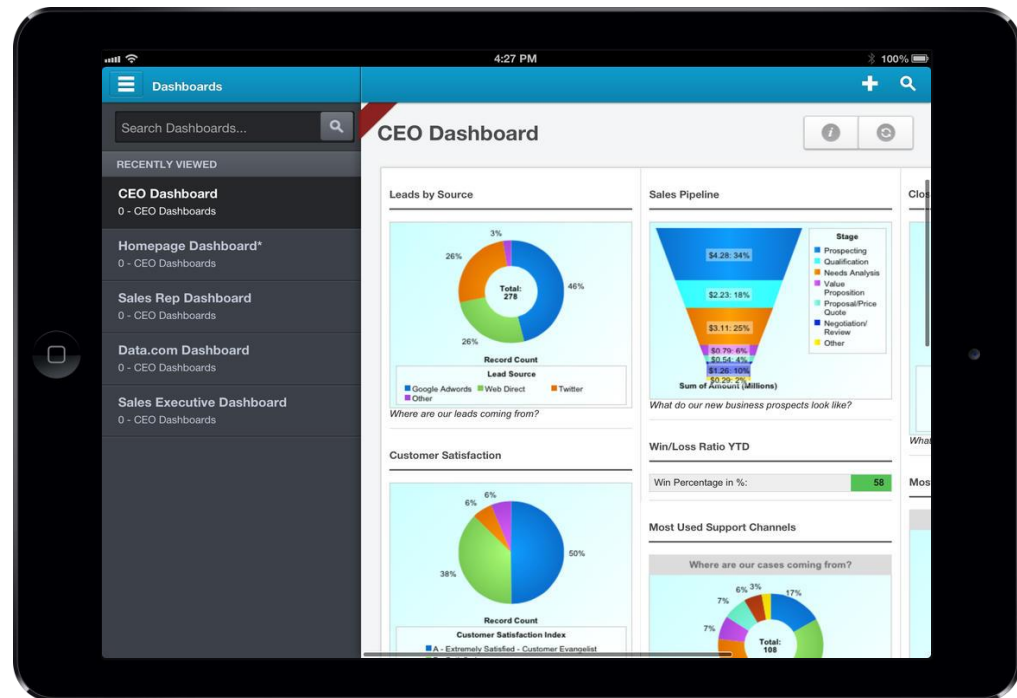 4:27 PM
100%
Dashboards
Search Dashboards...
RECENTLY VIEWED
CEO Dashboard
0 - CEO Dashboards
Homepage Dashboard*
0 - CEO Dashboards
Sales Rep Dashboard
0 - CEO Dashboards
Data.com Dashboard
0 - CEO Dashboards
Sales Executive Dashboard
0 - CEO Dashboards
CEO Dashboard
Leads by Source
3%
26%
46%
Total:
278
26%
Record Count
Lead Source
Google Adwords
Web Direct
Twitter
Other
Where are our leads coming from?
Customer Satisfaction
6%
6%
50%
38%
Record Count
Customer Satisfaction Index
A - Extremely Satisfied - Customer Evangelist
Sales Pipeline
$4.28: 34%
$2.23: 18%
$3.11: 25%
$0.79: 6%
$0.54: 4%
$1.26: 10%
$0.29: 2%
Sum of Amount (Millions)
Stage
Prospecting
Qualification
Needs Analysis
Value
Proposition
Proposal/Price
Quote
Negotiation/
Review
Other
What do our new business prospects look like?
Win/Loss Ratio YTD
Win Percentage in %:
58
Most Used Support Channels
Where are our cases coming from?
6%
3%
17%
7%
7%
Total:
108
Clos
What
Mos